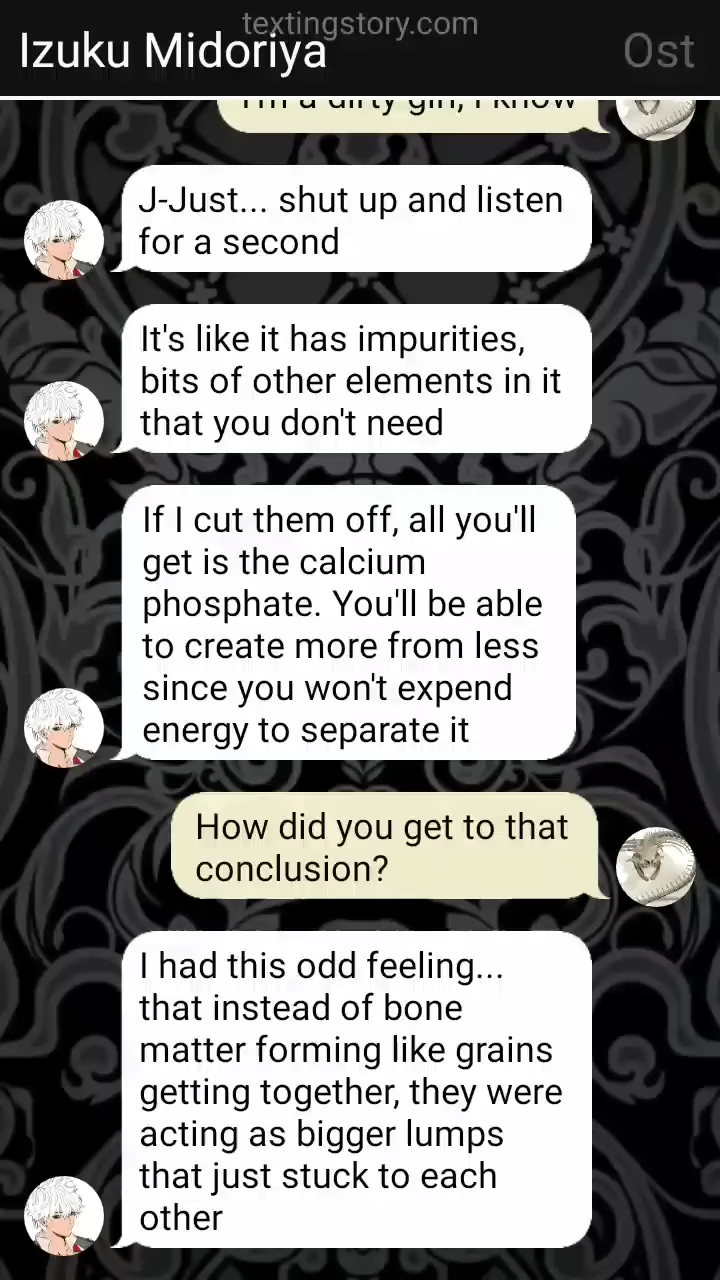 textingstory.com
Izuku Midoriya
Ost
I'm a dirty girl, I know
J-Just... shut up and listen
for a second
It's like it has impurities,
bits of other elements in it
that you don't need
If I cut them off, all you'll
get is the calcium
phosphate. You'll be able
to create more from less
since you won't expend
energy to separate it
How did you get to that
conclusion?
I had this odd feeling...
that instead of bone
matter forming like grains
getting together, they were
acting as bigger lumps
that just stuck to each
other